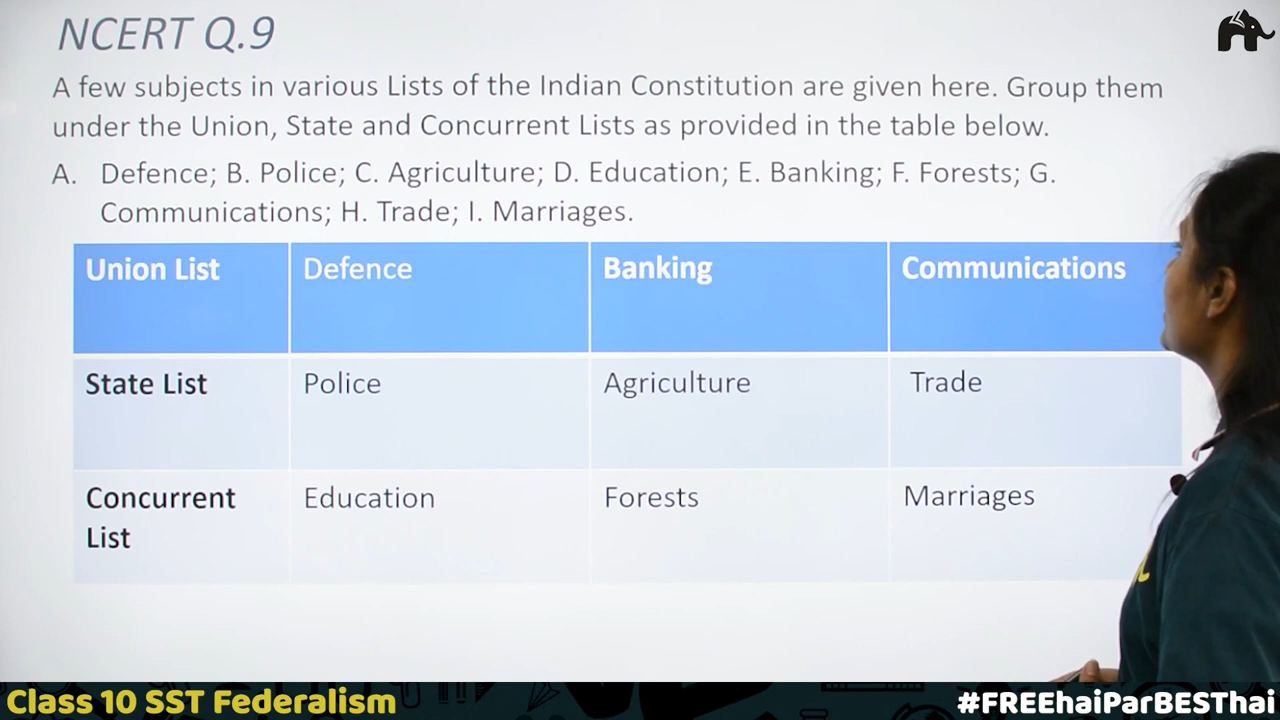 NCERT Q.9
A few subjects in various Lists of the Indian Constitution are given here. Group them
under the Union, State and Concurrent Lists as provided in the table below.
A. Defence; B. Police; C. Agriculture; D. Education; E. Banking; F. Forests; G.
Communications; H. Trade; I. Marriages.
Union List Defence Banking Communications
State List Police Agriculture Trade
Concurrent Education Forests Marriages
List
Class 10 SST Federalism #FREEhaiParBESThai